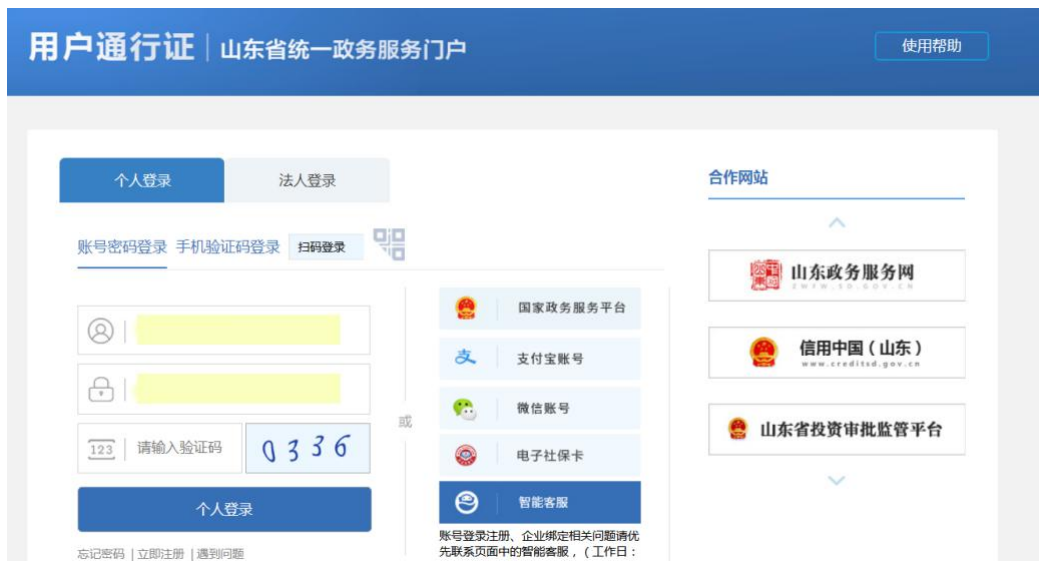 用户通行证 | 山东省统一政务服务门户
使用帮助
个人登录
法人登录
账号密码登录 手机验证码登录 扫码登录
请输入验证码
0336
123
个人登录
忘记密码 | 立即注册 | 遇到问题
或
国家政务服务平台
支付宝账号
微信账号
电子社保卡
智能客服
账号登录注册、企业绑定相关问题请优
先联系页面中的智能客服，（工作日：
合作网站
山东政务服务网
ZWFW.SD.GOV.CN
信用中国（山东）
www.creditsd.gov.cn
山东省投资审批监管平台